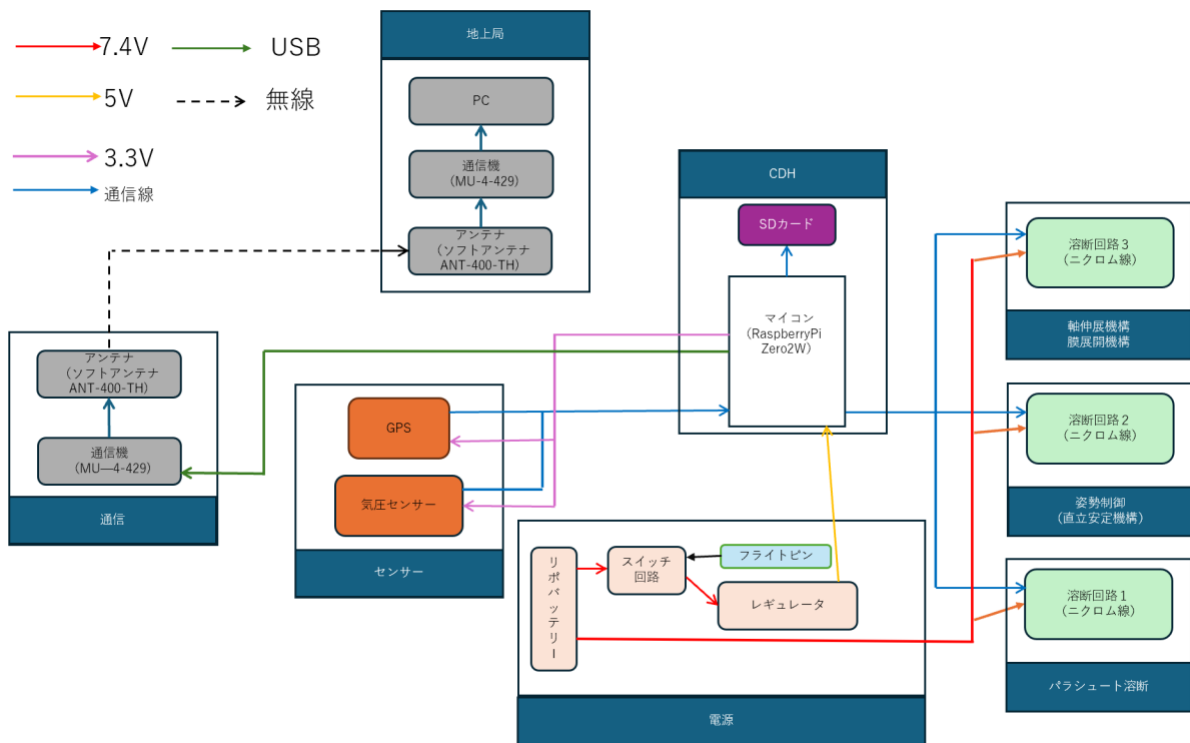 7.4V
USB
5V
無線
3.3V
通信線
地上局
PC
通信機
(MU-4-429)
アンテナ
(ソフトアンテナ
ANT-400-TH)
CDH
SDカード
マイコン
(RaspberryPi
Zero2W)
アンテナ
(ソフトアンテナ
ANT-400-TH)
通信機
(MU—4-429)
通信
GPS
気圧センサー
センサー
リポバッテリー
スイッチ
回路
フライトピン
レギュレータ
電源
溶断回路3
(ニクロム線)
軸伸展機構
膜展開機構
溶断回路2
(ニクロム線)
姿勢制御
(直立安定機構)
溶断回路1
(ニクロム線)
パラシュート溶断